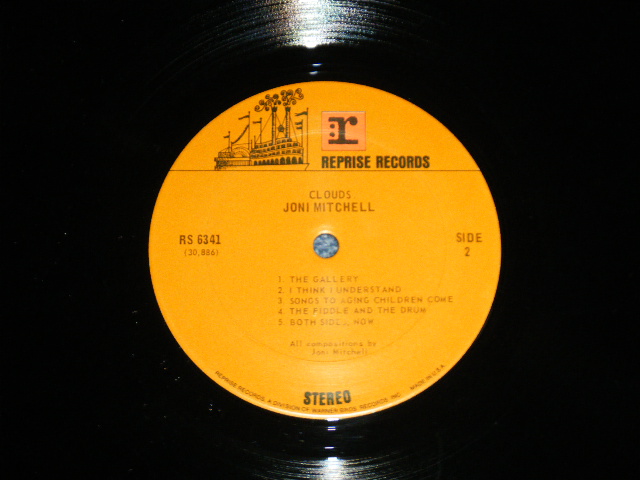 r
REPRISE RECORDS
CLOUDS
JONI MITCHELL
RS 6341
(30,886)
SIDE
2
1. THE GALLERY
2. I THINK I UNDERSTAND
3. SONGS TO AGING CHILDREN COME
4. THE FIDDLE AND THE DRUM
5. BOTH SIDES, NOW
All compositions by
Joni Mitchell
STEREO
REPRISE RECORDS, A DIVISION OF WARNER BROS. RECORDS, INC. MADE IN U.S.A.